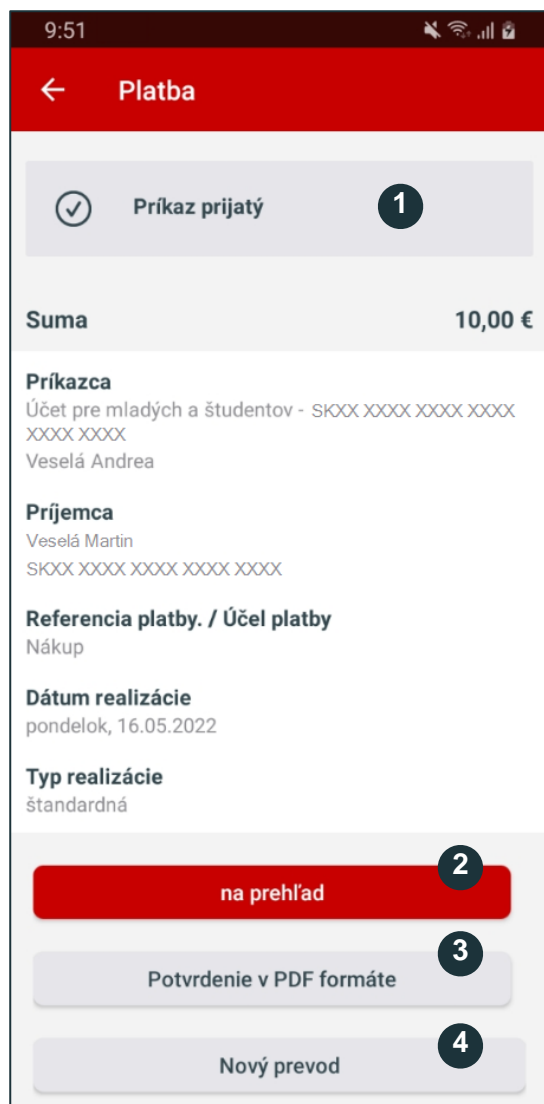 9:51
Platba
Príkaz prijatý 1
Suma 10,00 €
Príkazca
Účet pre mladých a študentov - SKXX XXXX XXXX XXXX
XXXX XXXX
Veselá Andrea
Príjemca
Veselá Martin
SKXX XXXX XXXX XXXX XXXX
Referencia platby. / Účel platby
Nákup
Dátum realizácie
pondelok, 16.05.2022
Typ realizácie
štandardná
2
na prehľad
3
Potvrdenie v PDF formáte
4
Nový prevod